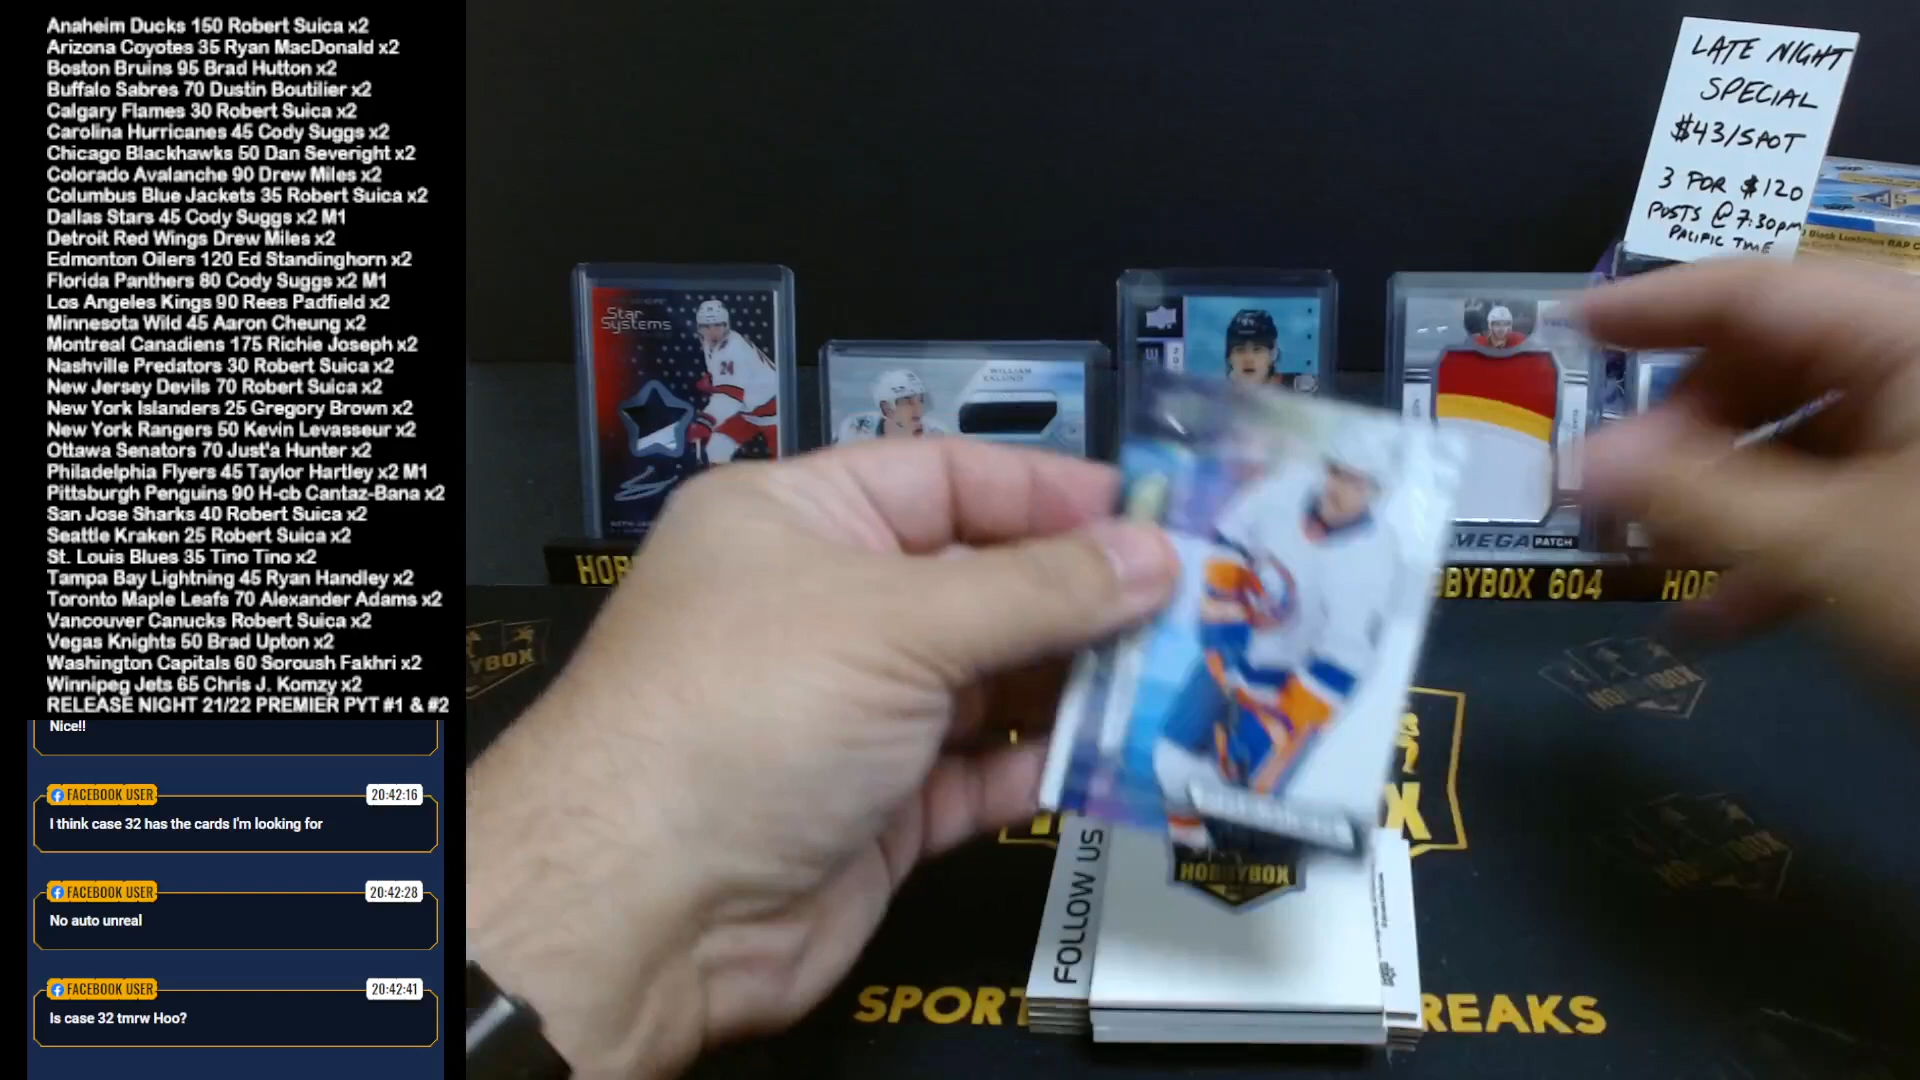 Anaheim Ducks 150 Robert Suica x2
Arizona Coyotes 35 Ryan MacDonald x2
Boston Bruins 95 Brad Hutton x2
Buffalo Sabres 70 Dustin Boutilier x2
Calgary Flames 30 Robert Suica x2
Carolina Hurricanes 45 Cody Suggs x2
Chicago Blackhawks 50 Dan Severight x2
Colorado Avalanche 90 Drew Miles x2
Columbus Blue Jackets 35 Robert Suica x2
Dallas Stars 45 Cody Suggs x2 M1
Detroit Red Wings Drew Miles x2
Edmonton Oilers 120 Ed Standinghorn x2
Florida Panthers 80 Cody Suggs x2 M1
Los Angeles Kings 90 Rees Padfield x2
Minnesota Wild 45 Aaron Cheung x2
Montreal Canadiens 175 Richie Joseph x2
Nashville Predators 30 Robert Suica x2
New Jersey Devils 70 Robert Suica x2
New York Islanders 25 Gregory Brown x2
New York Rangers 50 Kevin Levasseur x2
Ottawa Senators 70 Just'a Hunter x2
Philadelphia Flyers 45 Taylor Hartley x2 M1
Pittsburgh Penguins 90 H-cb Cantaz-Bana x2
San Jose Sharks 40 Robert Suica x2
Seattle Kraken 25 Robert Suica x2
St. Louis Blues 35 Tino Tino x2
Tampa Bay Lightning 45 Ryan Handley x2
Toronto Maple Leafs 70 Alexander Adams x2
Vancouver Canucks Robert Suica x2
Vegas Knights 50 Brad Upton x2
Washington Capitals 60 Soroush Fakhri x2
Winnipeg Jets 65 Chris J. Komzy x2
RELEASE NIGHT 21/22 PREMIER PYT #1 & #2
Nice!!
FACEBOOK USER 20:42:16
I think case 32 has the cards I'm looking for
FACEBOOK USER 20:42:28
No auto unreal
FACEBOOK USER 20:42:41
Is case 32 tmrw Hoo?
LATE NIGHT
SPECIAL
$43/SPOT
3 FOR $120
POSTS @ 7:30pm
PACIFIC TIME
Star
Systems
24
WILLIAM
EKLUND
MEGA PATCH
HOB
BYBOX 604
HOB
FOLLOW US
HOBBYBOX
SPORT
REAKS